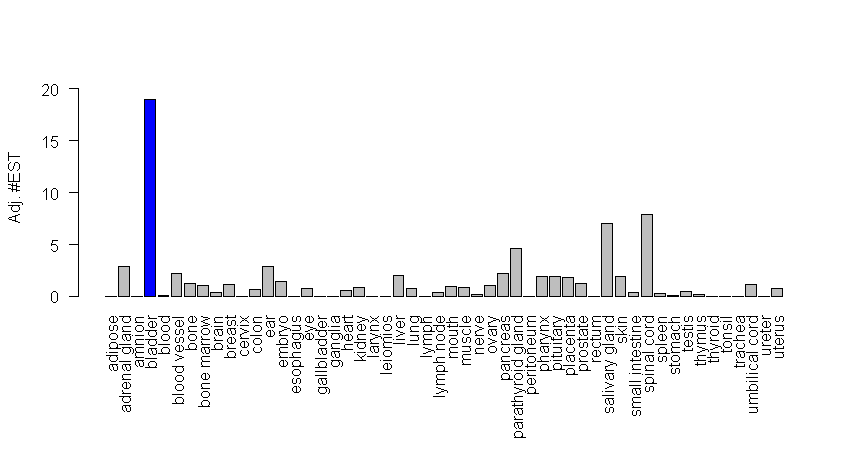 20
15
10
5
0
Adj. #EST
adipose
adrenal gland
amnion
bladder
blood
blood vessel
bone
bone marrow
brain
breast
cervix
colon
ear
embryo
esophagus
eye
gallbladder
ganglia
heart
kidney
larynx
leiomios
liver
lung
lymph
lymph node
mouth
muscle
nerve
ovary
pancreas
parathyroid gland
peritoneum
pharynx
pituitary
placenta
prostate
rectum
salivary gland
skin
small intestine
spinal cord
spleen
stomach
testis
thymus
thyroid
tonsil
trachea
umbilical cord
ureter
uterus